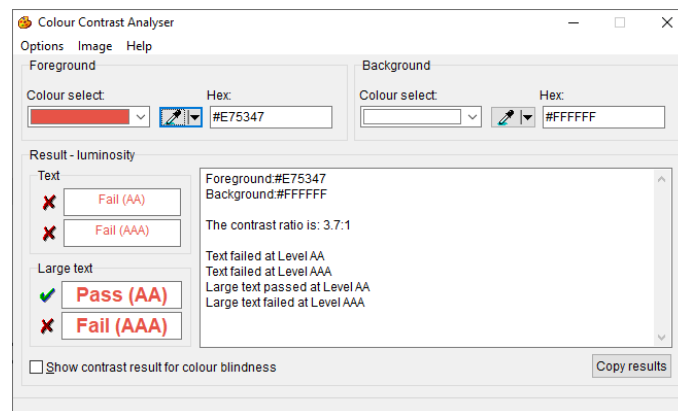 Colour Contrast Analyser
Options Image Help
Foreground
Colour select:
Hex:
#E75347
Background
Colour select:
Hex:
#FFFFFF
Result - luminosity
Text
Fail (AA)
Fail (AAA)
Large text
Pass (AA)
Fail (AAA)
Foreground:#E75347
Background:#FFFFFF
The contrast ratio is: 3.7:1
Text failed at Level AA
Text failed at Level AAA
Large text passed at Level AA
Large text failed at Level AAA
Show contrast result for colour blindness
Copy results